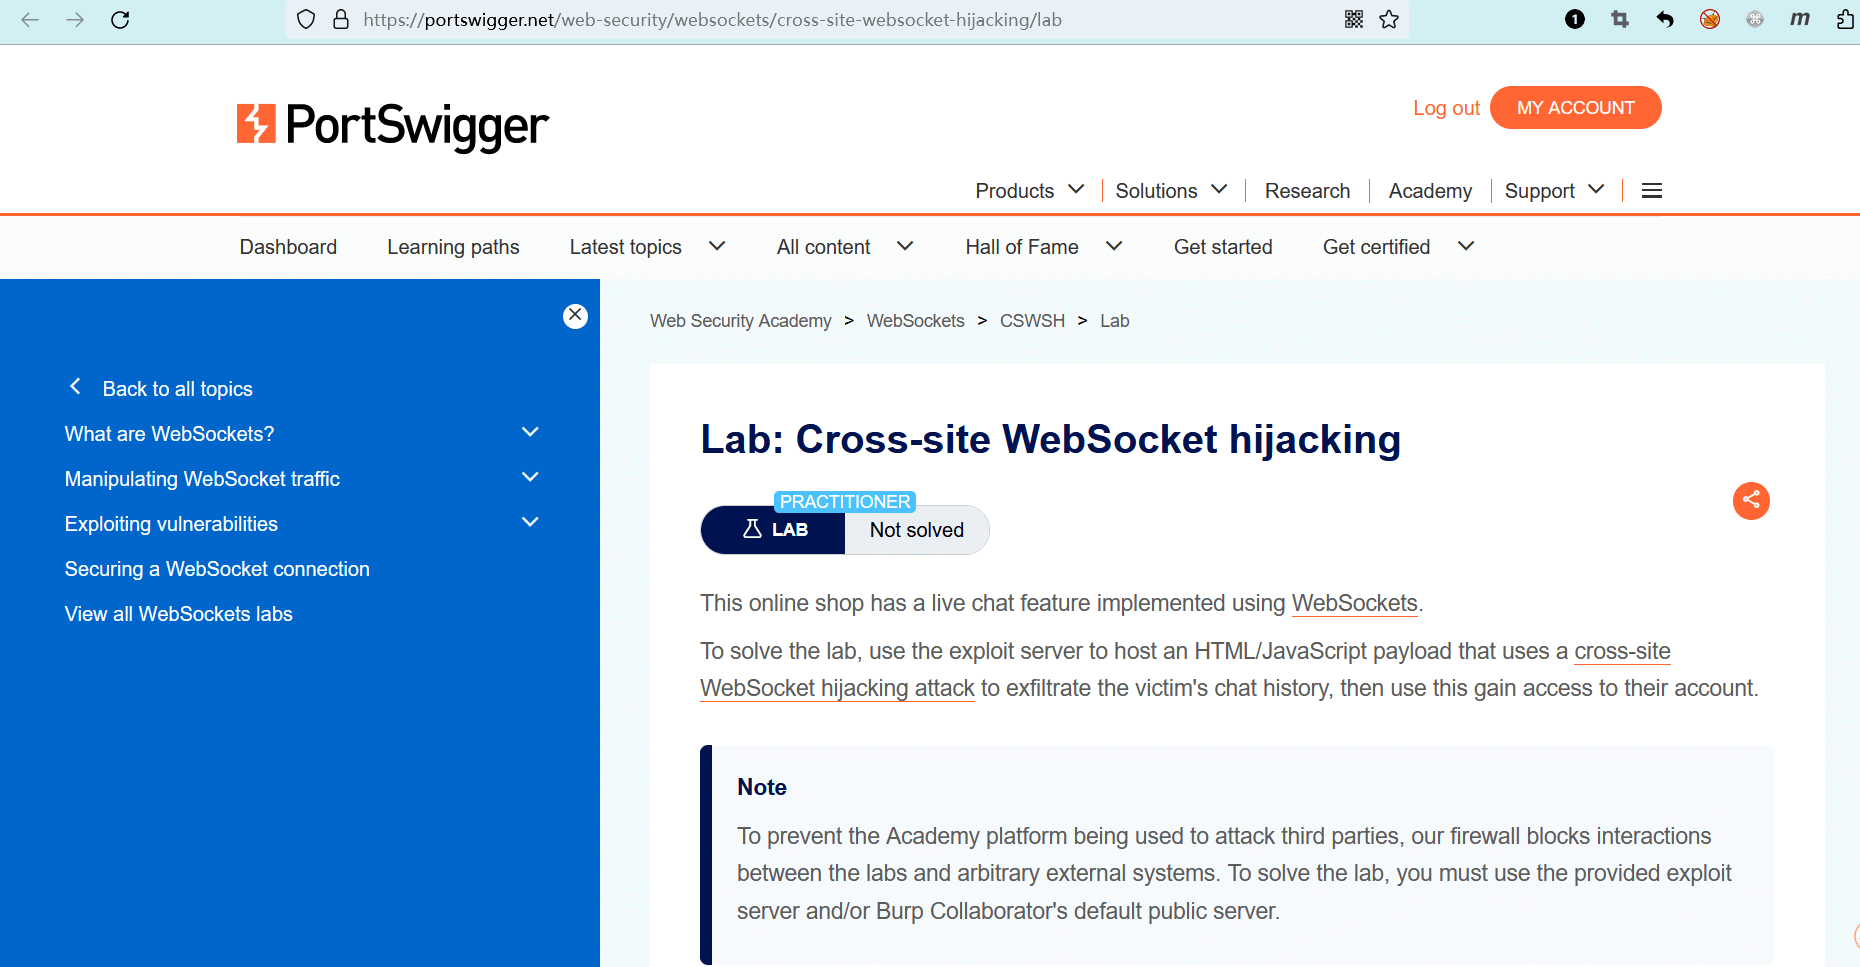 https://portswigger.net/web-security/websockets/cross-site-websocket-hijacking/lab
1
m
PortSwigger
Log out
MY ACCOUNT
Products
Solutions
Research
Academy
Support
Dashboard
Learning paths
Latest topics
All content
Hall of Fame
Get started
Get certified
Back to all topics
What are WebSockets?
Manipulating WebSocket traffic
Exploiting vulnerabilities
Securing a WebSocket connection
View all WebSockets labs
Web Security Academy > WebSockets > CSWSH > Lab
Lab: Cross-site WebSocket hijacking
PRACTITIONER
LAB
Not solved
This online shop has a live chat feature implemented using WebSockets.
To solve the lab, use the exploit server to host an HTML/JavaScript payload that uses a cross-site
WebSocket hijacking attack to exfiltrate the victim's chat history, then use this gain access to their account.
Note
To prevent the Academy platform being used to attack third parties, our firewall blocks interactions
between the labs and arbitrary external systems. To solve the lab, you must use the provided exploit
server and/or Burp Collaborator's default public server.